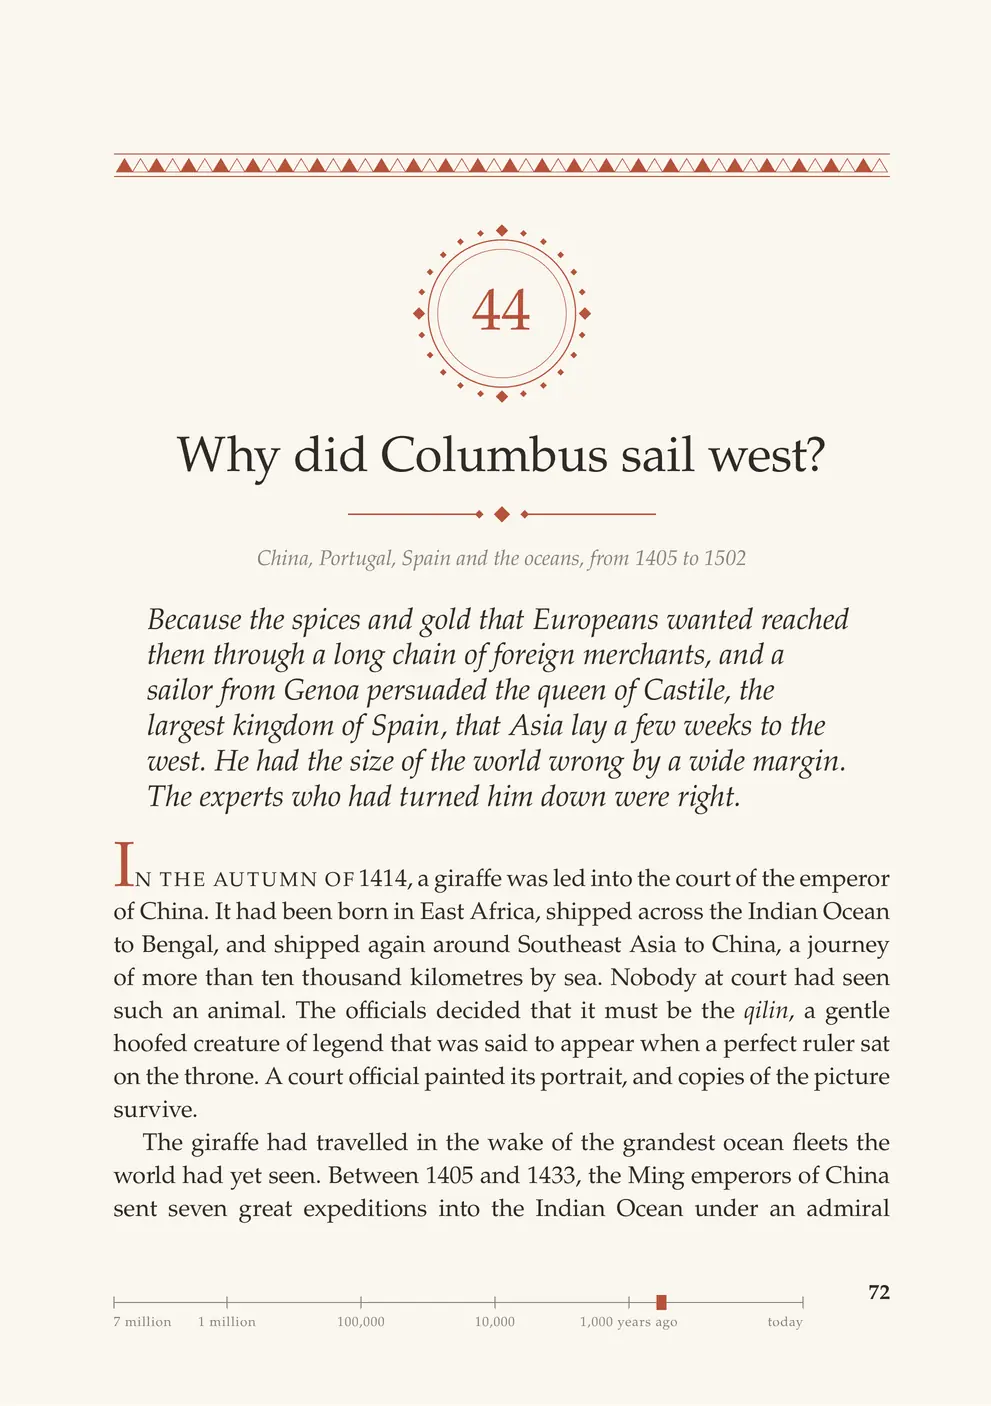 44
Why did Columbus sail west?
China, Portugal, Spain and the oceans, from 1405 to 1502
Because the spices and gold that Europeans wanted reached
them through a long chain of foreign merchants, and a
sailor from Genoa persuaded the queen of Castile, the
largest kingdom of Spain, that Asia lay a few weeks to the
west. He had the size of the world wrong by a wide margin.
The experts who had turned him down were right.
IN THE AUTUMN OF 1414, a giraffe was led into the court of the emperor
of China. It had been born in East Africa, shipped across the Indian Ocean
to Bengal, and shipped again around Southeast Asia to China, a journey
of more than ten thousand kilometres by sea. Nobody at court had seen
such an animal. The officials decided that it must be the qilin, a gentle
hoofed creature of legend that was said to appear when a perfect ruler sat
on the throne. A court official painted its portrait, and copies of the picture
survive.
The giraffe had travelled in the wake of the grandest ocean fleets the
world had yet seen. Between 1405 and 1433, the Ming emperors of China
sent seven great expeditions into the Indian Ocean under an admiral
72
7 million 1 million 100,000 10,000 1,000 years ago today